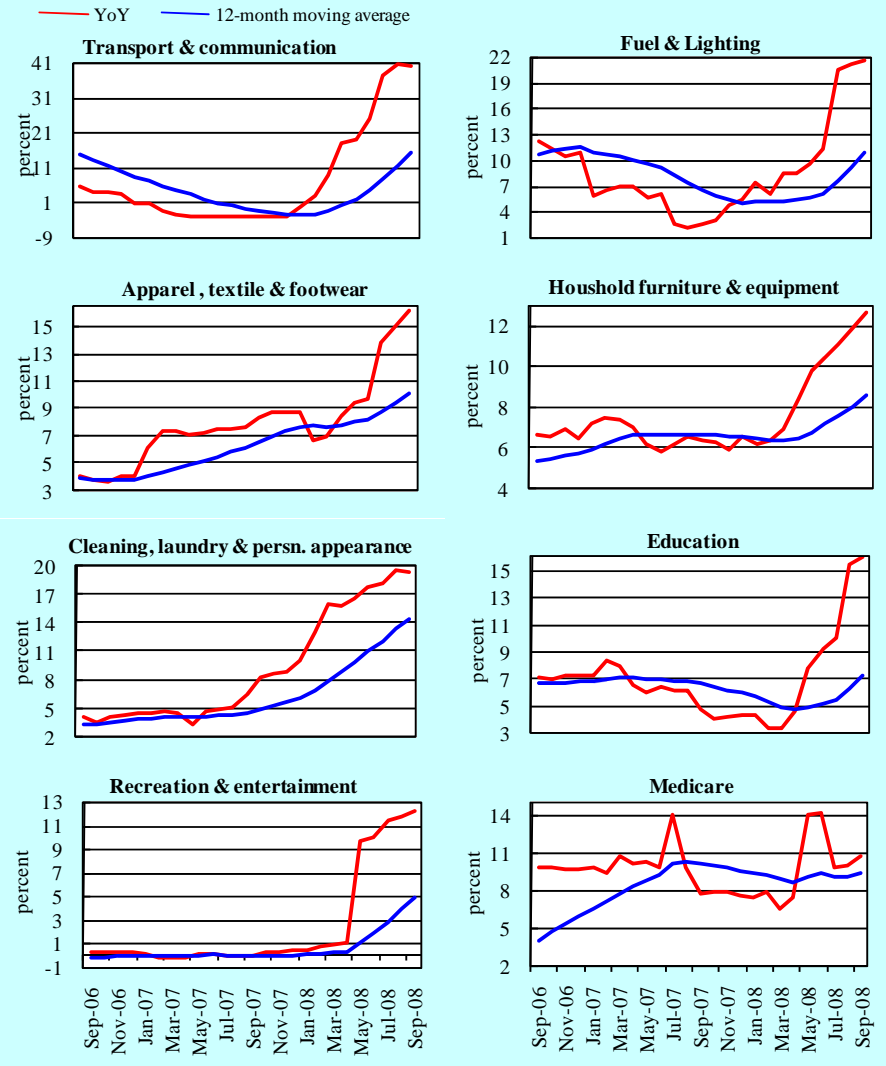 YoY 12-month moving average
Transport & communication
percent
41
31
21
11
1
-9
Fuel & Lighting
percent
22
19
16
13
10
7
4
1
Apparel , textile & footwear
percent
15
13
11
9
7
5
3
Houshold furniture & equipment
percent
12
10
8
6
4
Cleaning, laundry & persn. appearance
percent
20
17
14
11
8
5
2
Education
percent
15
13
11
9
7
5
3
Recreation & entertainment
percent
13
11
9
7
5
3
1
-1
Sep-06
Nov-06
Jan-07
Mar-07
May-07
Jul-07
Sep-07
Nov-07
Jan-08
Mar-08
May-08
Jul-08
Sep-08
Medicare
percent
14
11
8
5
2
Sep-06
Nov-06
Jan-07
Mar-07
May-07
Jul-07
Sep-07
Nov-07
Jan-08
Mar-08
May-08
Jul-08
Sep-08